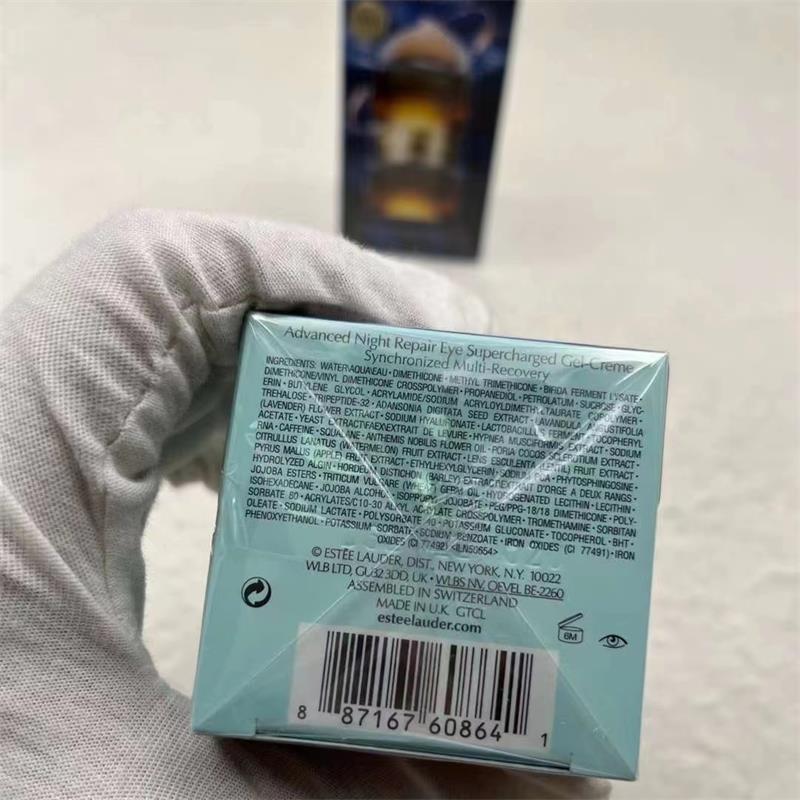 Advanced Night Repair Eye Supercharged Gel-Creme
Synchronized Multi-Recovery
INGREDIENTS: WATER\AQUA\EAU • DIMETHICONE • METHYL TRIMETHICONE • BIFIDA FERMENT LYSATE •
DIMETHICONE/VINYL DIMETHICONE CROSSPOLYMER • PROPANEDIOL • PETROLATUM • SUCROSE • GLYC-
ERIN • BUTYLENE GLYCOL • ACRYLAMIDE/SODIUM ACRYLOYLDIMETHYLTAURATE COPOLYMER •
TREHALOSE • TRIPEPTIDE-32 • ADANSONIA DIGITATA SEED EXTRACT • LAVANDULA ANGUSTIFOLIA
(LAVENDER) FLOWER EXTRACT • SODIUM HYALURONATE • LACTOBACILLUS FERMENT • TOCOPHERYL
ACETATE • YEAST EXTRACT\FAEX\EXTRAIT DE LEVURE • HYPNEA MUSCIFORMIS EXTRACT • SODIUM
RNA • CAFFEINE • SQUALANE • ANTHEMIS NOBILIS FLOWER OIL • PORIA COCOS SCLEROTIUM EXTRACT •
CITRULLUS LANATUS (WATERMELON) FRUIT EXTRACT • LENS ESCULENTA (LENTIL) FRUIT EXTRACT •
PYRUS MALUS (APPLE) FRUIT EXTRACT • ETHYLHEXYLGLYCERIN • SODIUM PCA • PHYTOSPHINGOSINE •
HYDROLYZED ALGIN • HORDEUM DISTICHON (BARLEY) EXTRACT\EXTRAIT D'ORGE A DEUX RANGS •
JOJOBA ESTERS • TRITICUM VULGARE GERM OIL • HYDROGENATED LECITHIN • LECITHIN •
ISOHEXADECANE • JOJOBA ALCOHOL • ISOPROPYL JOJOBATE • PEG/PPG-18/18 DIMETHICONE • POLY-
SORBATE 80 • ACRYLATES/C10-30 ALKYL ACRYLATE CROSSPOLYMER • TROMETHAMINE • SORBITAN
OLEATE • SODIUM LACTATE • POLYSORBATE • POTASSIUM GLUCONATE • TOCOPHEROL • BHT •
PHENOXYETHANOL • POTASSIUM SORBATE • SODIUM BENZOATE • IRON OXIDES (CI 77491) • IRON
OXIDES (CI 77492) <ILN50654>
© ESTĒE LAUDER, DIST., NEW YORK, N.Y. 10022
WLB LTD, GU32 3DD, UK • WLBS NV, OEVEL BE-2260
ASSEMBLED IN SWITZERLAND
MADE IN U.K. GTCL
esteelauder.com
6M
8 87167 60864 1